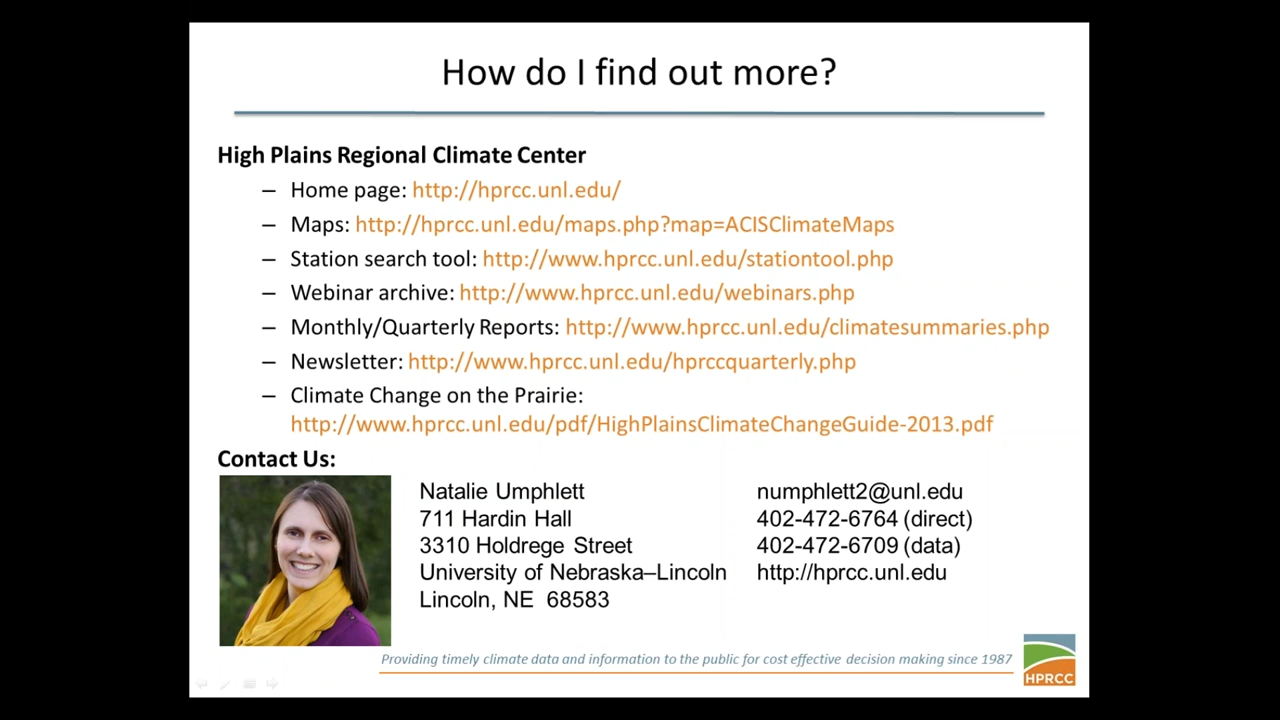 How do I find out more?
High Plains Regional Climate Center
– Home page: http://hprcc.unl.edu/
– Maps: http://hprcc.unl.edu/maps.php?map=ACISClimateMaps
– Station search tool: http://www.hprcc.unl.edu/stationtool.php
– Webinar archive: http://www.hprcc.unl.edu/webinars.php
– Monthly/Quarterly Reports: http://www.hprcc.unl.edu/climatesummaries.php
– Newsletter: http://www.hprcc.unl.edu/hprccquarterly.php
– Climate Change on the Prairie:
http://www.hprcc.unl.edu/pdf/HighPlainsClimateChangeGuide-2013.pdf
Contact Us:
Natalie Umphlett
711 Hardin Hall
3310 Holdrege Street
University of Nebraska–Lincoln
Lincoln, NE 68583
numphlett2@unl.edu
402-472-6764 (direct)
402-472-6709 (data)
http://hprcc.unl.edu
Providing timely climate data and information to the public for cost effective decision making since 1987
HPRCC